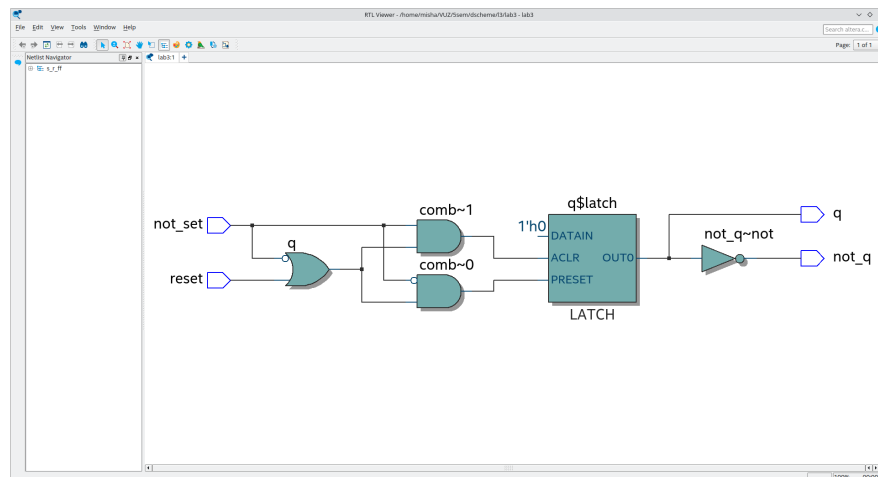 RTL Viewer - /home/misha/VUZ/5sem/dscheme/l3/lab3 - lab3
File Edit View Tools Window Help
Search altera.c...
Page: 1 of 1
Netlist Navigator
lab3:1
s_r_ff
comb~1
q$latch
not_set
q
1'h0
DATAIN
q
not_q~not
ACLR
OUT0
not_q
reset
comb~0
PRESET
LATCH